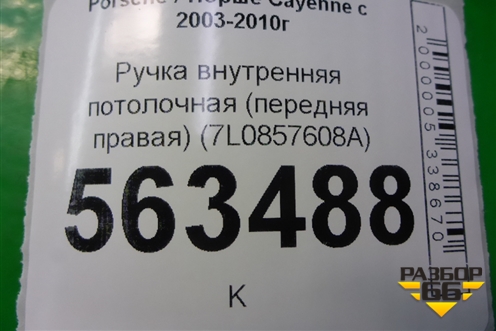 Porsche / Порше Cayenne с
2003-2010г
Ручка внутренняя
потолочная (передняя
правая) (7L0857608A)
563488
К
2000005338670
РАЗБОР
66